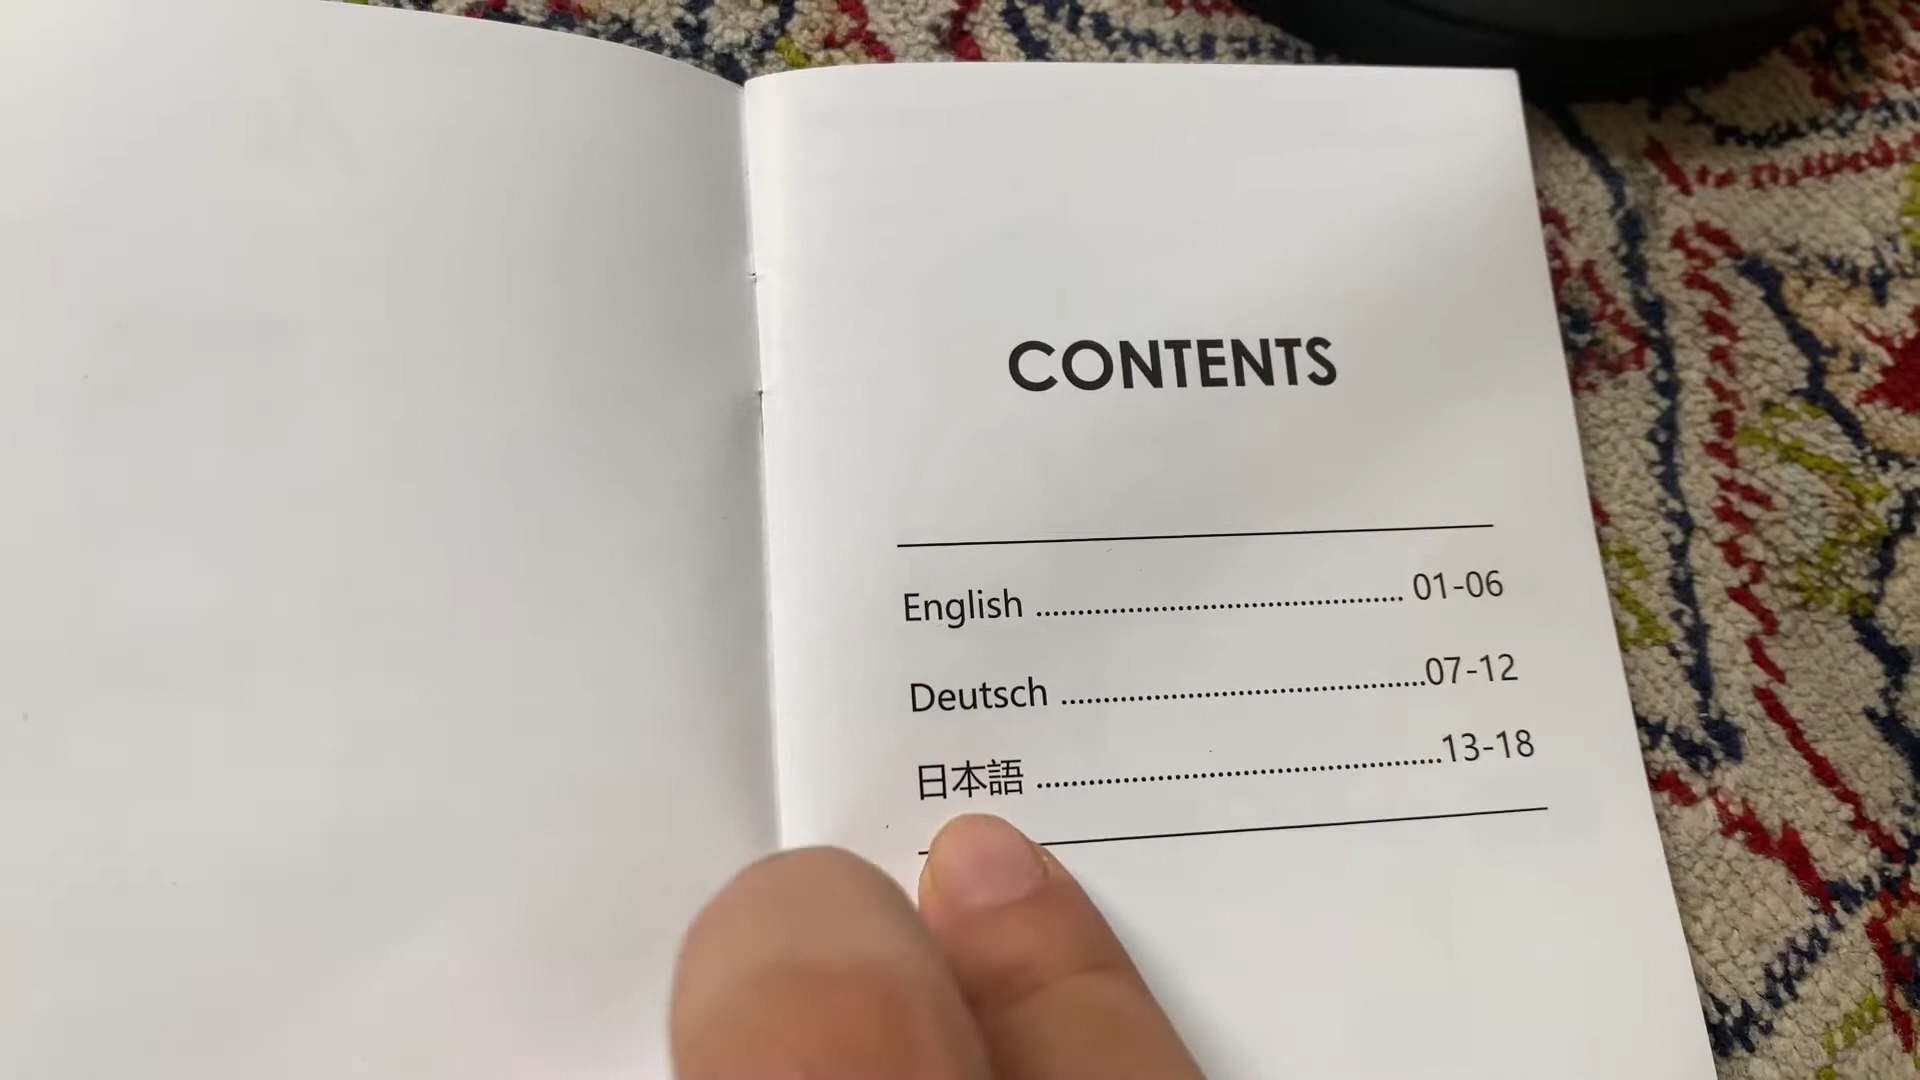 CONTENTS
English ........................................ 01-06
Deutsch ........................................07-12
日本語 ............................................13-18